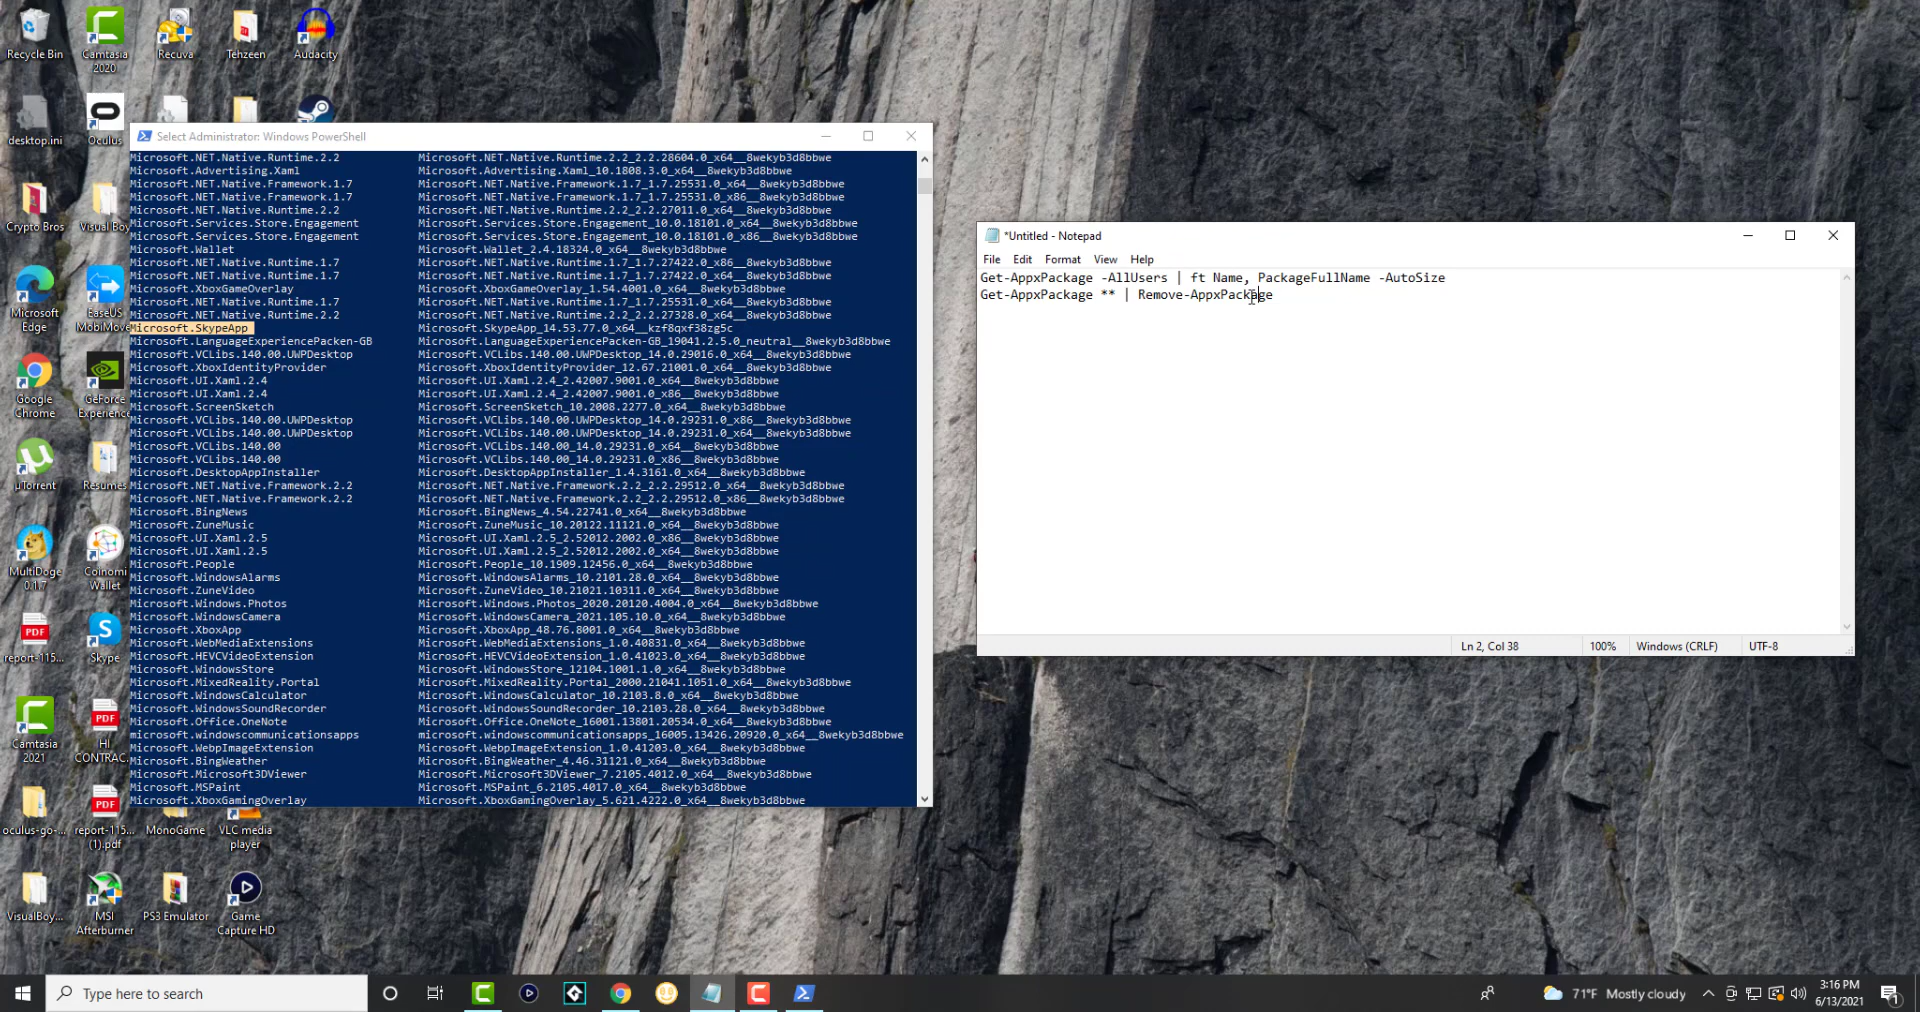 Recycle Bin
Camtasia 2020
Recuva
Tehzeen
Audacity
desktop.ini
Oculus
Crypto Bros
Visual Boy
Microsoft Edge
EaseUS MobiMove
Google Chrome
GeForce Experience
µTorrent
Resumes
MultiDoge 0.1.7
Coinomi Wallet
report-115...
Skype
Camtasia 2021
HI CONTRAC...
oculus-go-...
report-115... (1).pdf
MonoGame
VLC media player
VisualBoy...
MSI Afterburner
PS3 Emulator
Game Capture HD
Select Administrator: Windows PowerShell
Microsoft.NET.Native.Runtime.2.2 Microsoft.NET.Native.Runtime.2.2_2.2.28604.0_x64__8wekyb3d8bbwe
Microsoft.Advertising.Xaml Microsoft.Advertising.Xaml_10.1808.3.0_x64__8wekyb3d8bbwe
Microsoft.NET.Native.Framework.1.7 Microsoft.NET.Native.Framework.1.7_1.7.25531.0_x64__8wekyb3d8bbwe
Microsoft.NET.Native.Framework.1.7 Microsoft.NET.Native.Framework.1.7_1.7.25531.0_x86__8wekyb3d8bbwe
Microsoft.NET.Native.Runtime.2.2 Microsoft.NET.Native.Runtime.2.2_2.2.27011.0_x64__8wekyb3d8bbwe
Microsoft.Services.Store.Engagement Microsoft.Services.Store.Engagement_10.0.18101.0_x64__8wekyb3d8bbwe
Microsoft.Services.Store.Engagement Microsoft.Services.Store.Engagement_10.0.18101.0_x86__8wekyb3d8bbwe
Microsoft.Wallet Microsoft.Wallet_2.4.18324.0_x64__8wekyb3d8bbwe
Microsoft.NET.Native.Runtime.1.7 Microsoft.NET.Native.Runtime.1.7_1.7.27422.0_x86__8wekyb3d8bbwe
Microsoft.NET.Native.Runtime.1.7 Microsoft.NET.Native.Runtime.1.7_1.7.27422.0_x64__8wekyb3d8bbwe
Microsoft.XboxGameOverlay Microsoft.XboxGameOverlay_1.54.4001.0_x64__8wekyb3d8bbwe
Microsoft.NET.Native.Runtime.1.7 Microsoft.NET.Native.Runtime.1.7_1.7.25531.0_x64__8wekyb3d8bbwe
Microsoft.NET.Native.Runtime.2.2 Microsoft.NET.Native.Runtime.2.2_2.2.27328.0_x64__8wekyb3d8bbwe
Microsoft.SkypeApp Microsoft.SkypeApp_14.53.77.0_x64__kzf8qxf38zg5c
Microsoft.LanguageExperiencePacken-GB Microsoft.LanguageExperiencePacken-GB_19041.2.5.0_neutral__8wekyb3d8bbwe
Microsoft.VCLibs.140.00.UWPDesktop Microsoft.VCLibs.140.00.UWPDesktop_14.0.29016.0_x64__8wekyb3d8bbwe
Microsoft.XboxIdentityProvider Microsoft.XboxIdentityProvider_12.67.21001.0_x64__8wekyb3d8bbwe
Microsoft.UI.Xaml.2.4 Microsoft.UI.Xaml.2.4_2.42007.9001.0_x64__8wekyb3d8bbwe
Microsoft.UI.Xaml.2.4 Microsoft.UI.Xaml.2.4_2.42007.9001.0_x86__8wekyb3d8bbwe
Microsoft.ScreenSketch Microsoft.ScreenSketch_10.2008.2277.0_x64__8wekyb3d8bbwe
Microsoft.VCLibs.140.00.UWPDesktop Microsoft.VCLibs.140.00.UWPDesktop_14.0.29231.0_x86__8wekyb3d8bbwe
Microsoft.VCLibs.140.00.UWPDesktop Microsoft.VCLibs.140.00.UWPDesktop_14.0.29231.0_x64__8wekyb3d8bbwe
Microsoft.VCLibs.140.00 Microsoft.VCLibs.140.00_14.0.29231.0_x64__8wekyb3d8bbwe
Microsoft.VCLibs.140.00 Microsoft.VCLibs.140.00_14.0.29231.0_x86__8wekyb3d8bbwe
Microsoft.DesktopAppInstaller Microsoft.DesktopAppInstaller_1.4.3161.0_x64__8wekyb3d8bbwe
Microsoft.NET.Native.Framework.2.2 Microsoft.NET.Native.Framework.2.2_2.2.29512.0_x64__8wekyb3d8bbwe
Microsoft.NET.Native.Framework.2.2 Microsoft.NET.Native.Framework.2.2_2.2.29512.0_x86__8wekyb3d8bbwe
Microsoft.BingNews Microsoft.BingNews_4.54.22741.0_x64__8wekyb3d8bbwe
Microsoft.ZuneMusic Microsoft.ZuneMusic_10.20122.11121.0_x64__8wekyb3d8bbwe
Microsoft.UI.Xaml.2.5 Microsoft.UI.Xaml.2.5_2.52012.2002.0_x86__8wekyb3d8bbwe
Microsoft.UI.Xaml.2.5 Microsoft.UI.Xaml.2.5_2.52012.2002.0_x64__8wekyb3d8bbwe
Microsoft.People Microsoft.People_10.1909.12456.0_x64__8wekyb3d8bbwe
Microsoft.WindowsAlarms Microsoft.WindowsAlarms_10.2101.28.0_x64__8wekyb3d8bbwe
Microsoft.ZuneVideo Microsoft.ZuneVideo_10.21021.10311.0_x64__8wekyb3d8bbwe
Microsoft.Windows.Photos Microsoft.Windows.Photos_2020.20120.4004.0_x64__8wekyb3d8bbwe
Microsoft.WindowsCamera Microsoft.WindowsCamera_2021.105.10.0_x64__8wekyb3d8bbwe
Microsoft.XboxApp Microsoft.XboxApp_48.76.8001.0_x64__8wekyb3d8bbwe
Microsoft.WebMediaExtensions Microsoft.WebMediaExtensions_1.0.40831.0_x64__8wekyb3d8bbwe
Microsoft.HEVCVideoExtension Microsoft.HEVCVideoExtension_1.0.41023.0_x64__8wekyb3d8bbwe
Microsoft.WindowsStore Microsoft.WindowsStore_12104.1001.1.0_x64__8wekyb3d8bbwe
Microsoft.MixedReality.Portal Microsoft.MixedReality.Portal_2000.21041.1051.0_x64__8wekyb3d8bbwe
Microsoft.WindowsCalculator Microsoft.WindowsCalculator_10.2103.8.0_x64__8wekyb3d8bbwe
Microsoft.WindowsSoundRecorder Microsoft.WindowsSoundRecorder_10.2103.28.0_x64__8wekyb3d8bbwe
Microsoft.Office.OneNote Microsoft.Office.OneNote_16001.13801.20534.0_x64__8wekyb3d8bbwe
microsoft.windowscommunicationsapps microsoft.windowscommunicationsapps_16005.13426.20920.0_x64__8wekyb3d8bbwe
Microsoft.WebpImageExtension Microsoft.WebpImageExtension_1.0.41203.0_x64__8wekyb3d8bbwe
Microsoft.BingWeather Microsoft.BingWeather_4.46.31121.0_x64__8wekyb3d8bbwe
Microsoft.Microsoft3DViewer Microsoft.Microsoft3DViewer_7.2105.4012.0_x64__8wekyb3d8bbwe
Microsoft.MSPaint Microsoft.MSPaint_6.2105.4017.0_x64__8wekyb3d8bbwe
Microsoft.XboxGamingOverlay Microsoft.XboxGamingOverlay_5.621.4222.0_x64__8wekyb3d8bbwe
*Untitled - Notepad
File Edit Format View Help
Get-AppxPackage -AllUsers | ft Name, PackageFullName -AutoSize
Get-AppxPackage ** | Remove-AppxPackage
Ln 2, Col 38 100% Windows (CRLF) UTF-8
Type here to search
71°F Mostly cloudy
3:16 PM
6/13/2021
1